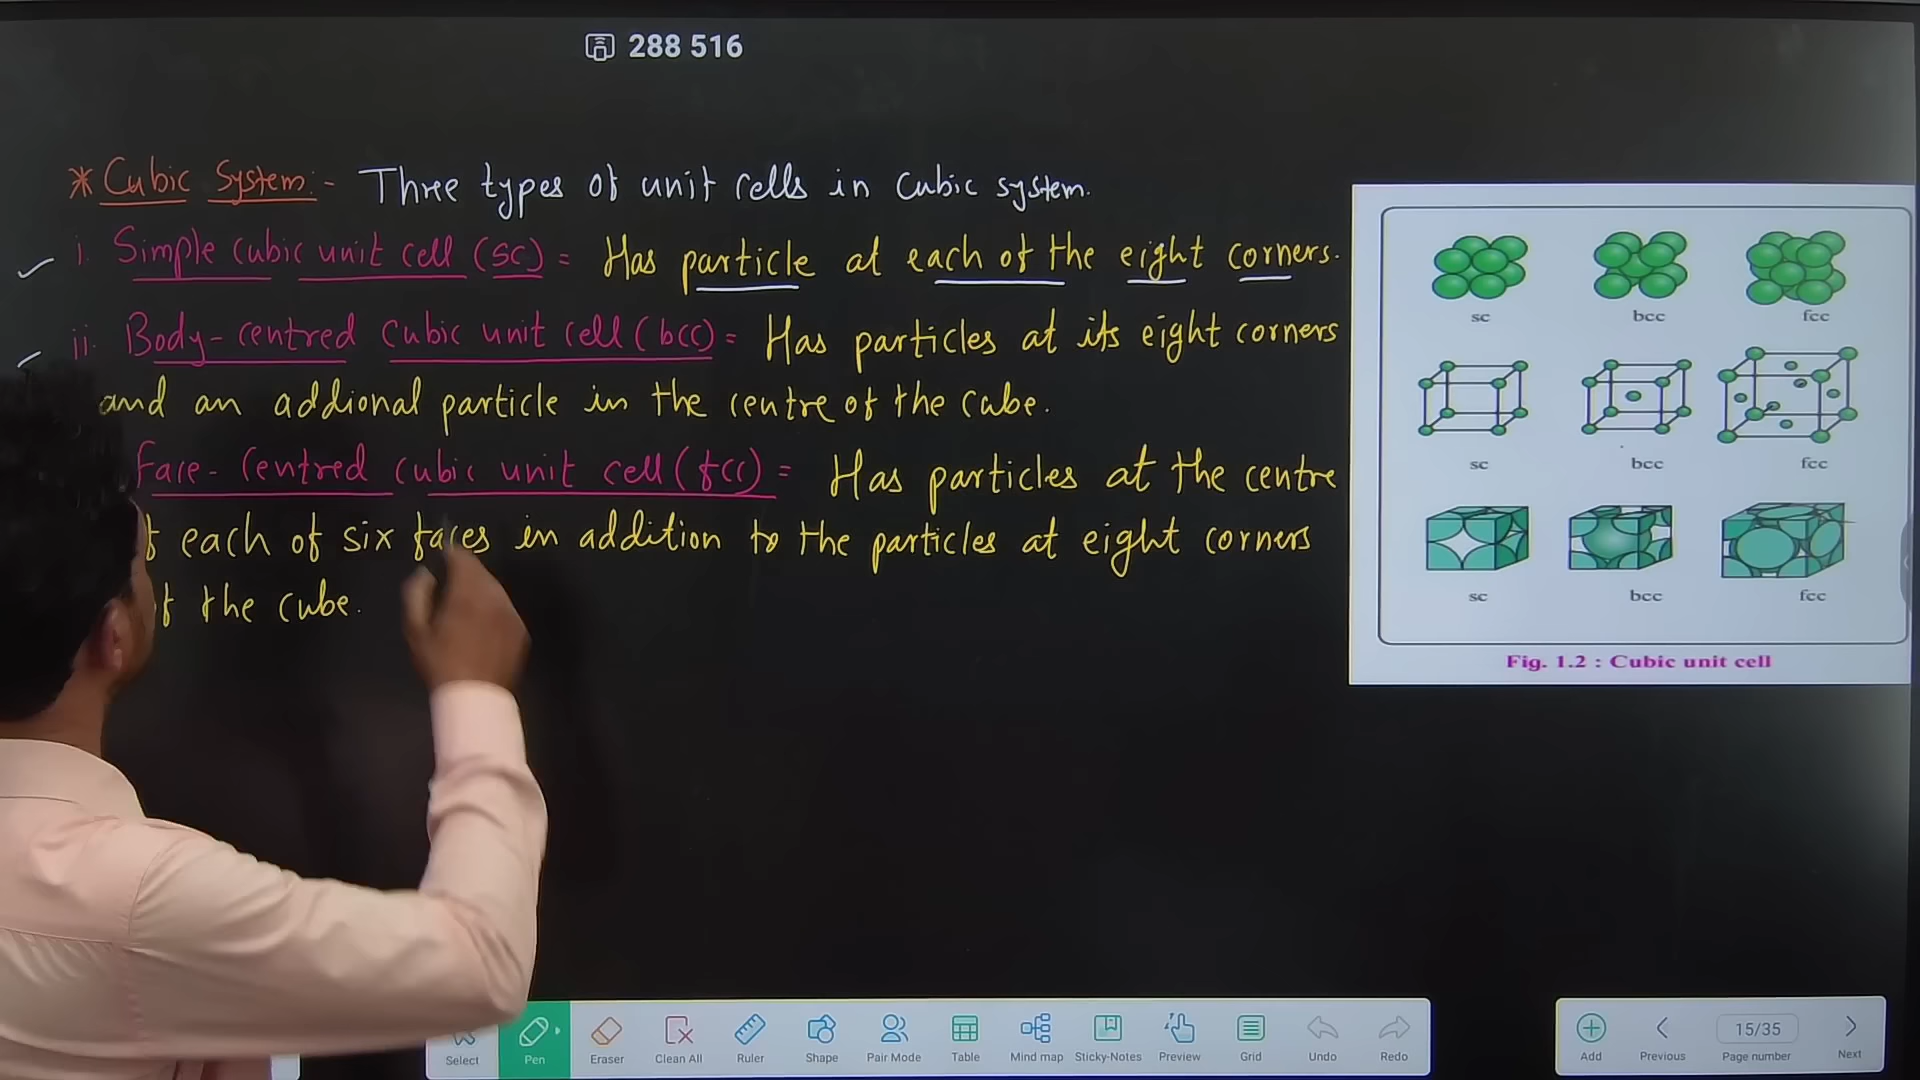 288 516
* Cubic System:- Three types of unit cells in cubic system.
i. Simple cubic unit cell (sc) = Has particle at each of the eight corners.
ii. Body-centred cubic unit cell (bcc) = Has particles at its eight corners
and an addional particle in the centre of the cube.
Face-centred cubic unit cell (fcc) = Has particles at the centre
each of six faces in addition to the particles at eight corners
the cube.
sc bcc fcc
sc bcc fcc
sc bcc fcc
Fig. 1.2 : Cubic unit cell
Select Pen Eraser Clean All Ruler Shape Pair Mode Table Mind map Sticky-Notes Preview Grid Undo Redo
15/35
Add Previous Page number Next